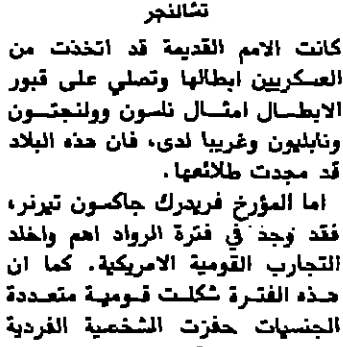 تشالنجر
كانت الامم القديمة قد اتخذت من
العسكريين ابطالها وتصلي على قبور
الابطال امثال نلسون وولنجتون
ونابليون وغريبا لدى، فان هذه البلاد
قد مجدت طلائعها.
اما المؤرخ فريدرك جاكسون تيرنر،
فقد وجد في فترة الرواد اهم واخلد
التجارب القومية الامريكية. كما ان
هذه الفترة شكلت قومية متعددة
الجنسيات حفزت الشخصية الفردية